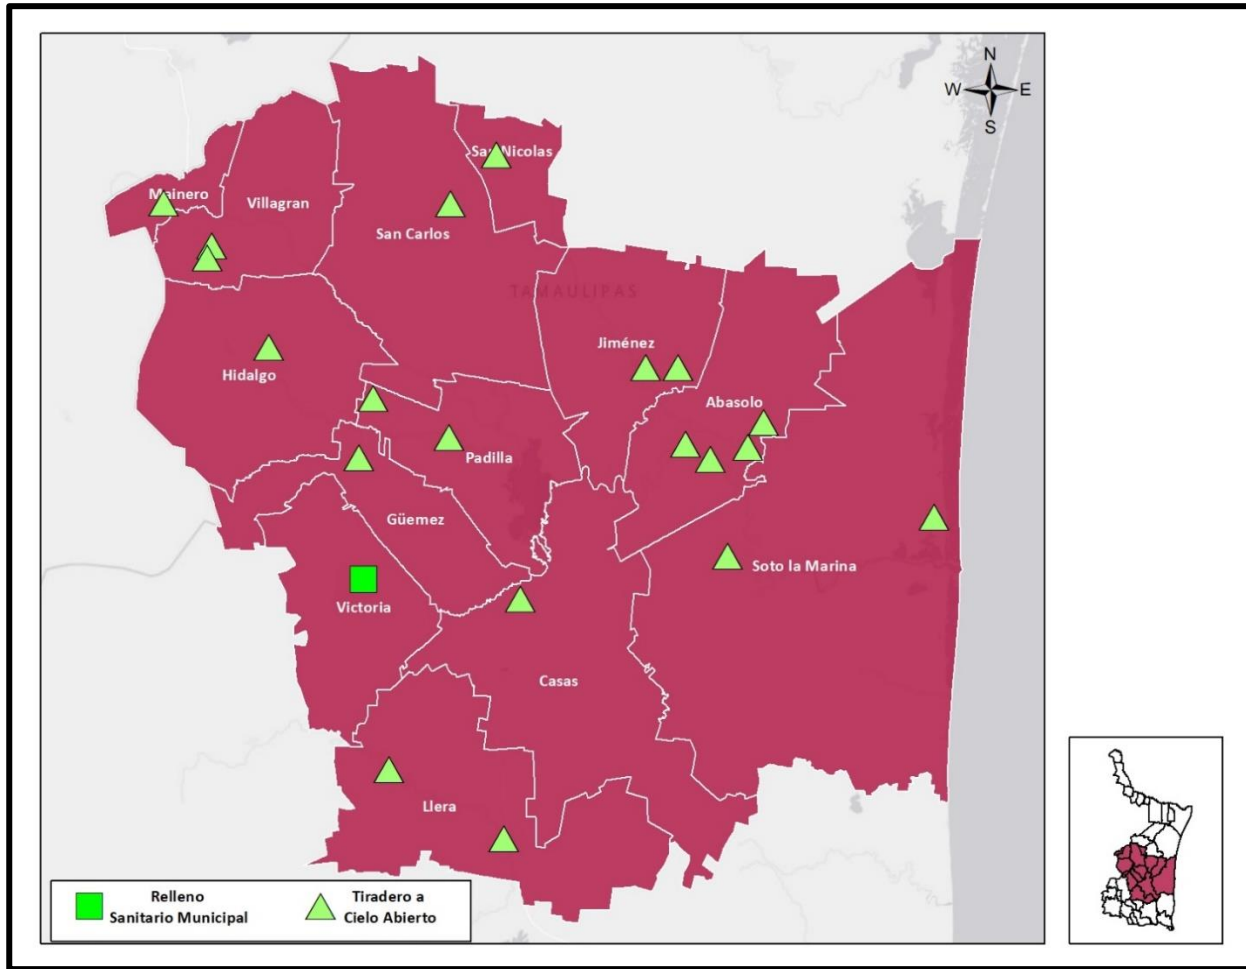 N
W E
S
San Nicolas
Mainero
Villagran
San Carlos
TAMAULIPAS
Jiménez
Hidalgo
Abasolo
Padilla
Güemez
Soto la Marina
Victoria
Casas
Llera
Relleno
Sanitario Municipal
Tiradero a
Cielo Abierto